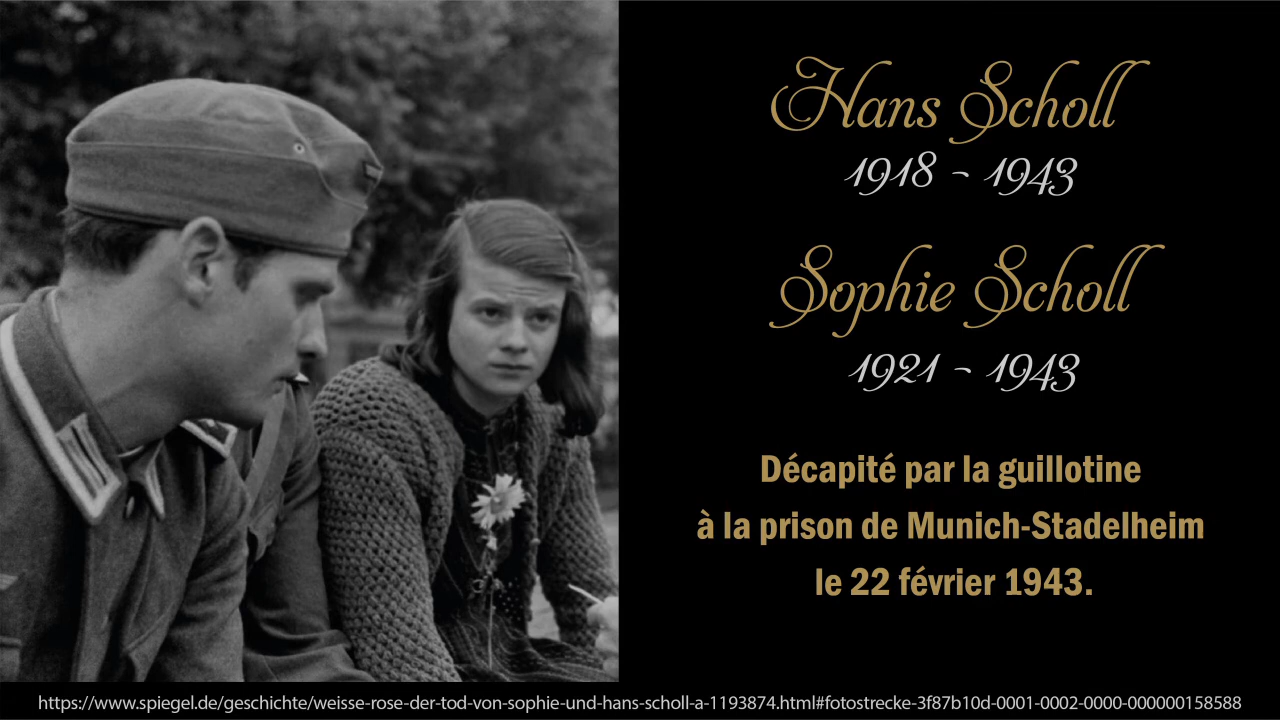 Hans Scholl
1918 - 1943
Sophie Scholl
1921 - 1943
Décapité par la guillotine
à la prison de Munich-Stadelheim
le 22 février 1943.
https://www.spiegel.de/geschichte/weisse-rose-der-tod-von-sophie-und-hans-scholl-a-1193874.html#fotostrecke-3f87b10d-0001-0002-0000-000000158588